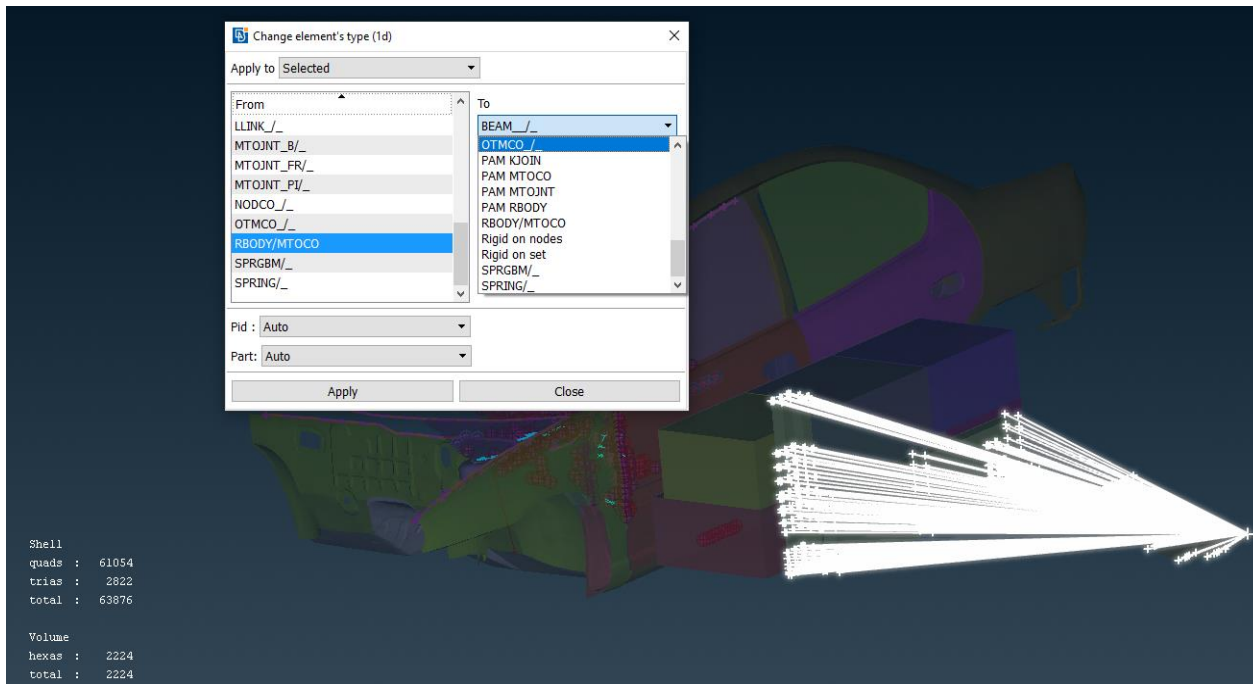 Change element's type (1d)
Apply to Selected
From
LLINK_/_
MTOJNT_B/_
MTOJNT_FR/_
MTOJNT_PI/_
NODCO_/_
OTMCO_/_
RBODY/MTOCO
SPRGBM/_
SPRING/_
To
BEAM__/_
OTMCO_/_
PAM KJOIN
PAM MTOCO
PAM MTOJNT
PAM RBODY
RBODY/MTOCO
Rigid on nodes
Rigid on set
SPRGBM/_
SPRING/_
Pid : Auto
Part: Auto
Apply Close
Shell
quads : 61054
trias : 2822
total : 63876
Volume
hexas : 2224
total : 2224